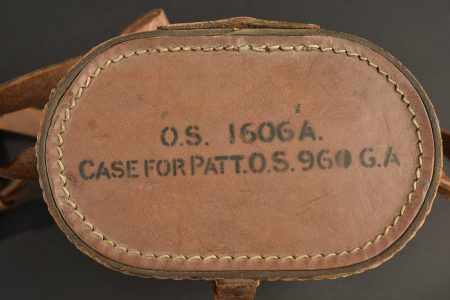 O.S. 1606A.
CASE FOR PATT.O.S. 960 G.A